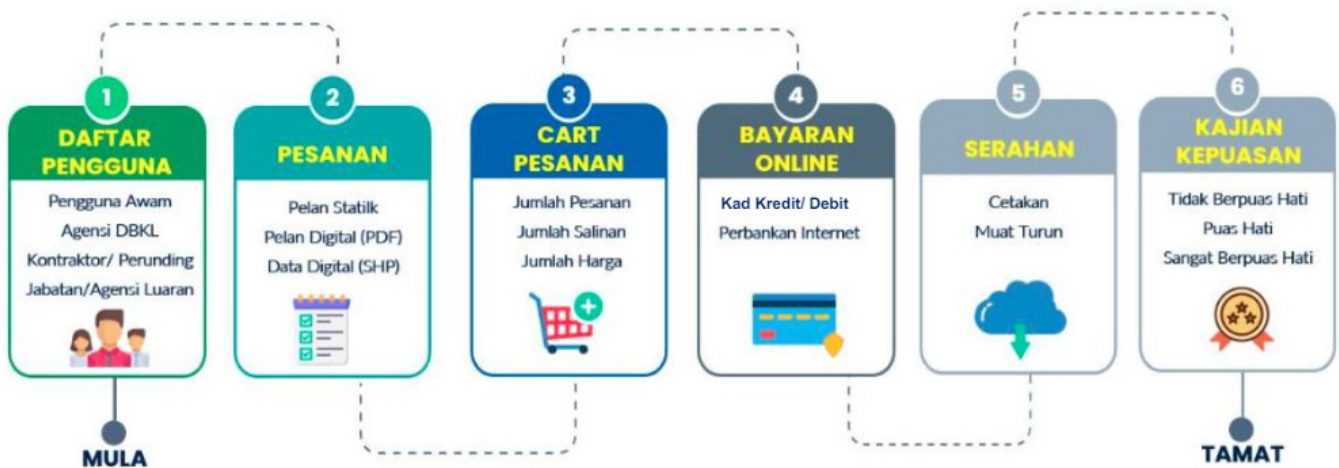 1
DAFTAR
PENGGUNA
Pengguna Awam
Agensi DBKL
Kontraktor/ Perunding
Jabatan/Agensi Luaran
MULA
2
PESANAN
Pelan Statilk
Pelan Digital (PDF)
Data Digital (SHP)
3
CART
PESANAN
Jumlah Pesanan
Jumlah Salinan
Jumlah Harga
4
BAYARAN
ONLINE
Kad Kredit/ Debit
Perbankan Internet
5
SERAHAN
Cetakan
Muat Turun
6
KAJIAN
KEPUASAN
Tidak Berpuas Hati
Puas Hati
Sangat Berpuas Hati
TAMAT